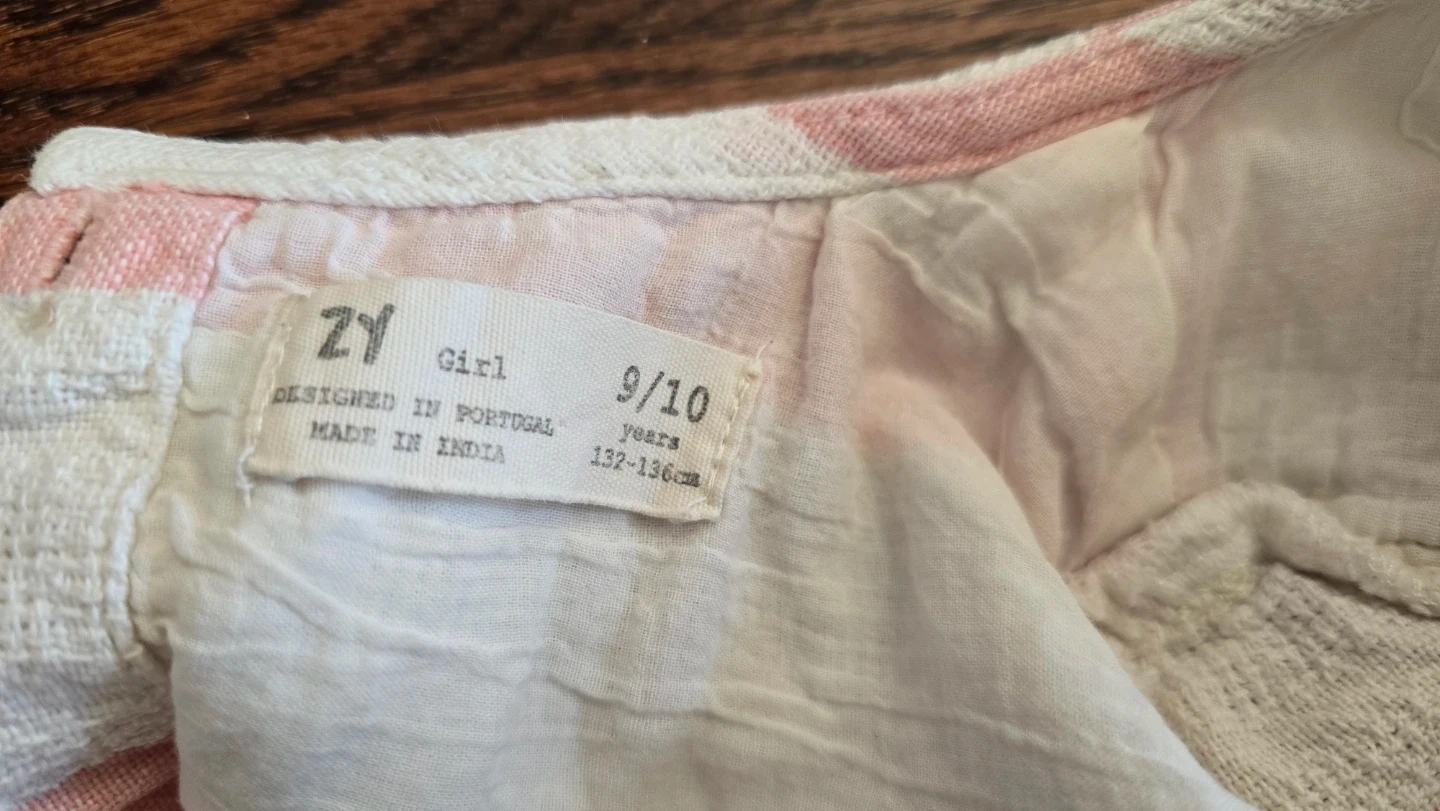 ZY Girl
DESIGNED IN PORTUGAL
MADE IN INDIA
9/10
years
132-136cm